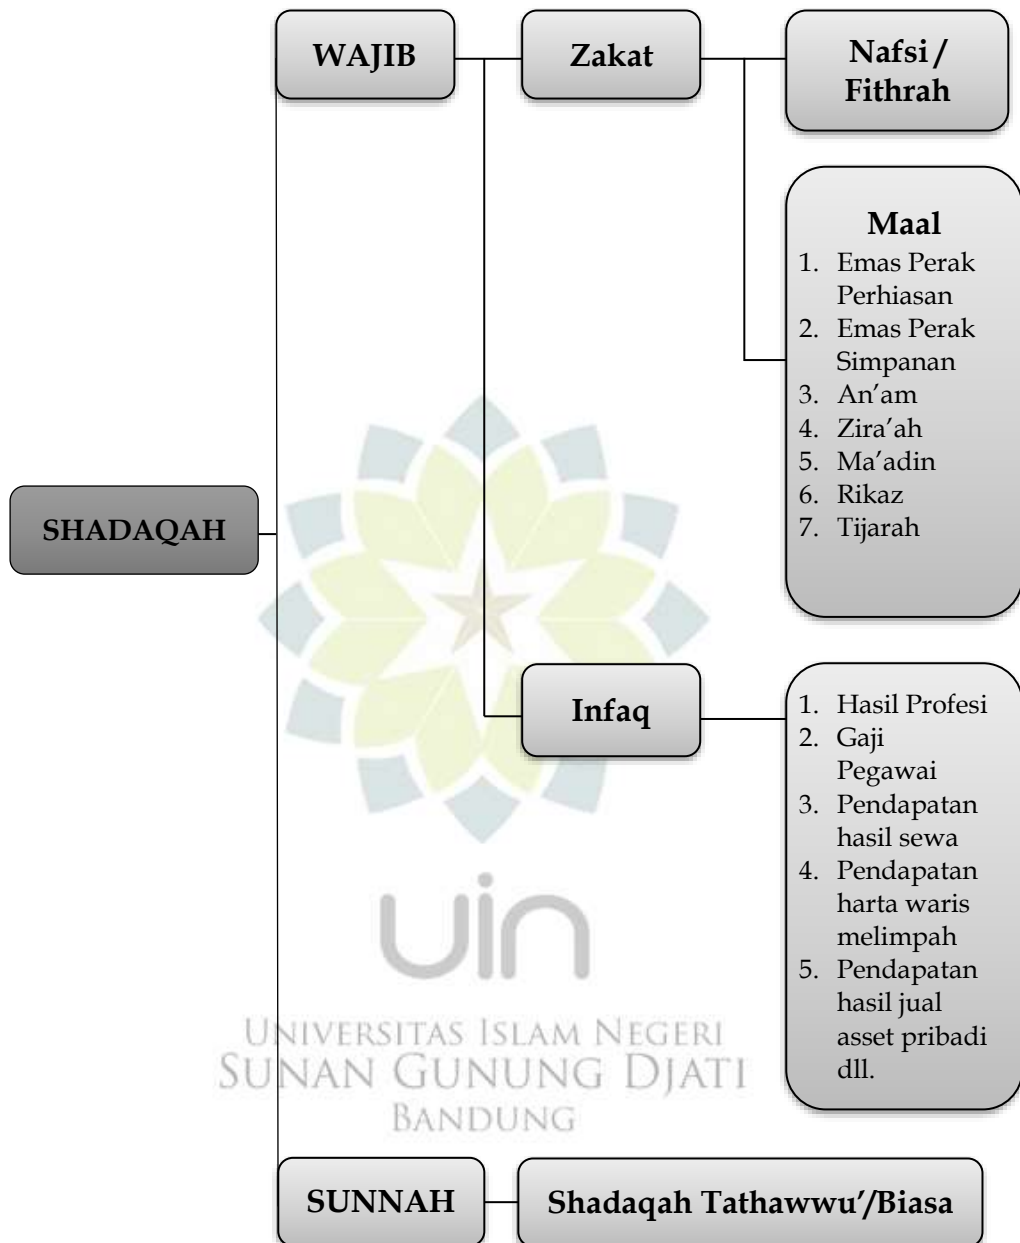 WAJIB
Zakat
Nafsi /
Fithrah
Maal
1. Emas Perak
Perhiasan
2. Emas Perak
Simpanan
3. An’am
4. Zira’ah
5. Ma’adin
6. Rikaz
7. Tijarah
SHADAQAH
Infaq
1. Hasil Profesi
2. Gaji
Pegawai
3. Pendapatan
hasil sewa
4. Pendapatan
harta waris
melimpah
5. Pendapatan
hasil jual
asset pribadi
dll.
uin
UNIVERSITAS ISLAM NEGERI
SUNAN GUNUNG DJATI
BANDUNG
SUNNAH
Shadaqah Tathawwu’/Biasa